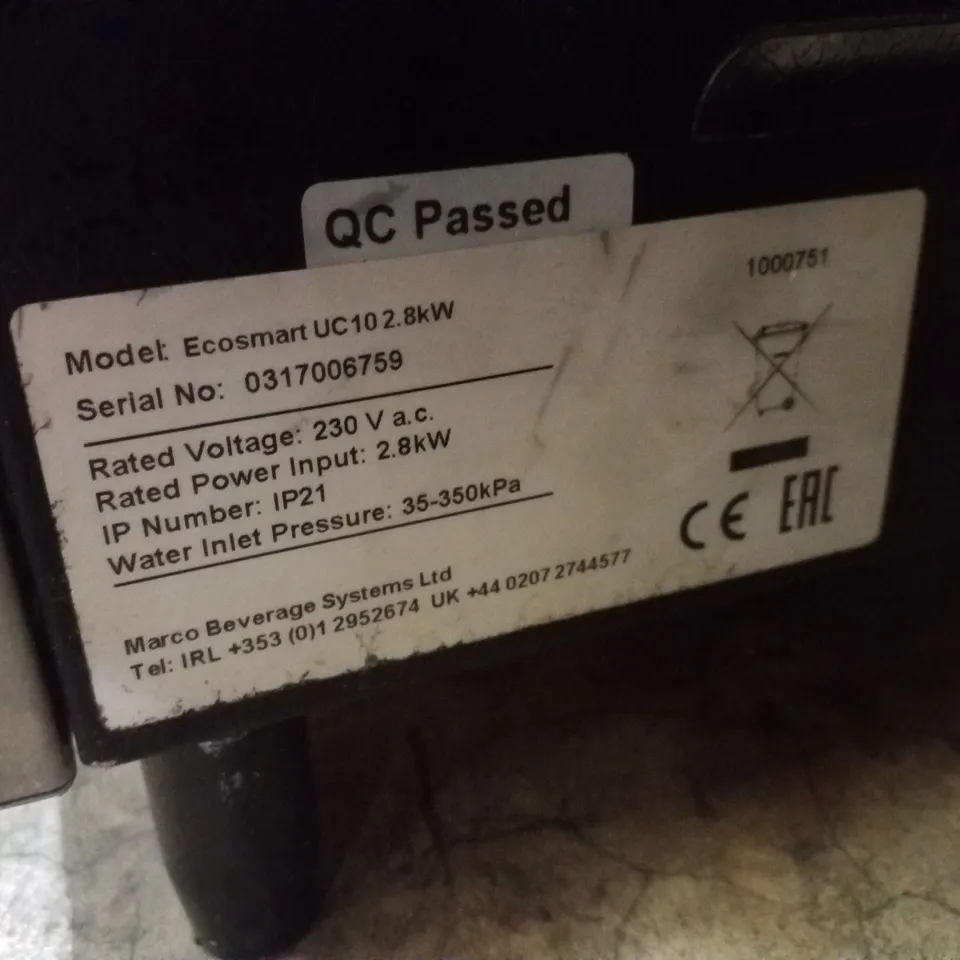 QC Passed
1000751
Model: Ecosmart UC10 2.8kW
Serial No: 0317006759
Rated Voltage: 230 V a.c.
Rated Power Input: 2.8kW
IP Number: IP21
Water Inlet Pressure: 35-350kPa
CE EAC
Marco Beverage Systems Ltd
Tel: IRL +353 (0)1 2952674 UK +44 0207 2744577